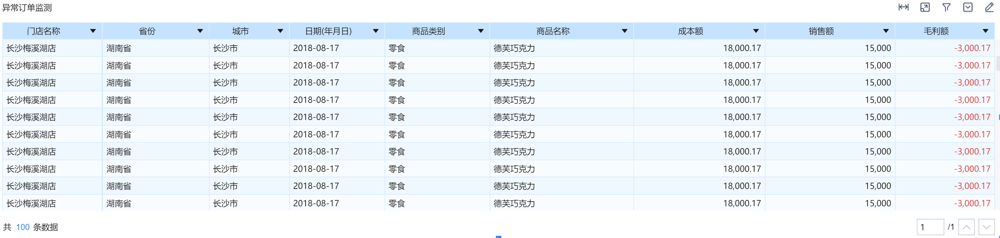 异常订单监测
门店名称 省份 城市 日期(年月日) 商品类别 商品名称 成本额 销售额 毛利额
长沙梅溪湖店 湖南省 长沙市 2018-08-17 零食 德芙巧克力 18,000.17 15,000 -3,000.17
长沙梅溪湖店 湖南省 长沙市 2018-08-17 零食 德芙巧克力 18,000.17 15,000 -3,000.17
长沙梅溪湖店 湖南省 长沙市 2018-08-17 零食 德芙巧克力 18,000.17 15,000 -3,000.17
长沙梅溪湖店 湖南省 长沙市 2018-08-17 零食 德芙巧克力 18,000.17 15,000 -3,000.17
长沙梅溪湖店 湖南省 长沙市 2018-08-17 零食 德芙巧克力 18,000.17 15,000 -3,000.17
长沙梅溪湖店 湖南省 长沙市 2018-08-17 零食 德芙巧克力 18,000.17 15,000 -3,000.17
长沙梅溪湖店 湖南省 长沙市 2018-08-17 零食 德芙巧克力 18,000.17 15,000 -3,000.17
长沙梅溪湖店 湖南省 长沙市 2018-08-17 零食 德芙巧克力 18,000.17 15,000 -3,000.17
长沙梅溪湖店 湖南省 长沙市 2018-08-17 零食 德芙巧克力 18,000.17 15,000 -3,000.17
长沙梅溪湖店 湖南省 长沙市 2018-08-17 零食 德芙巧克力 18,000.17 15,000 -3,000.17
共 100 条数据 1 /1